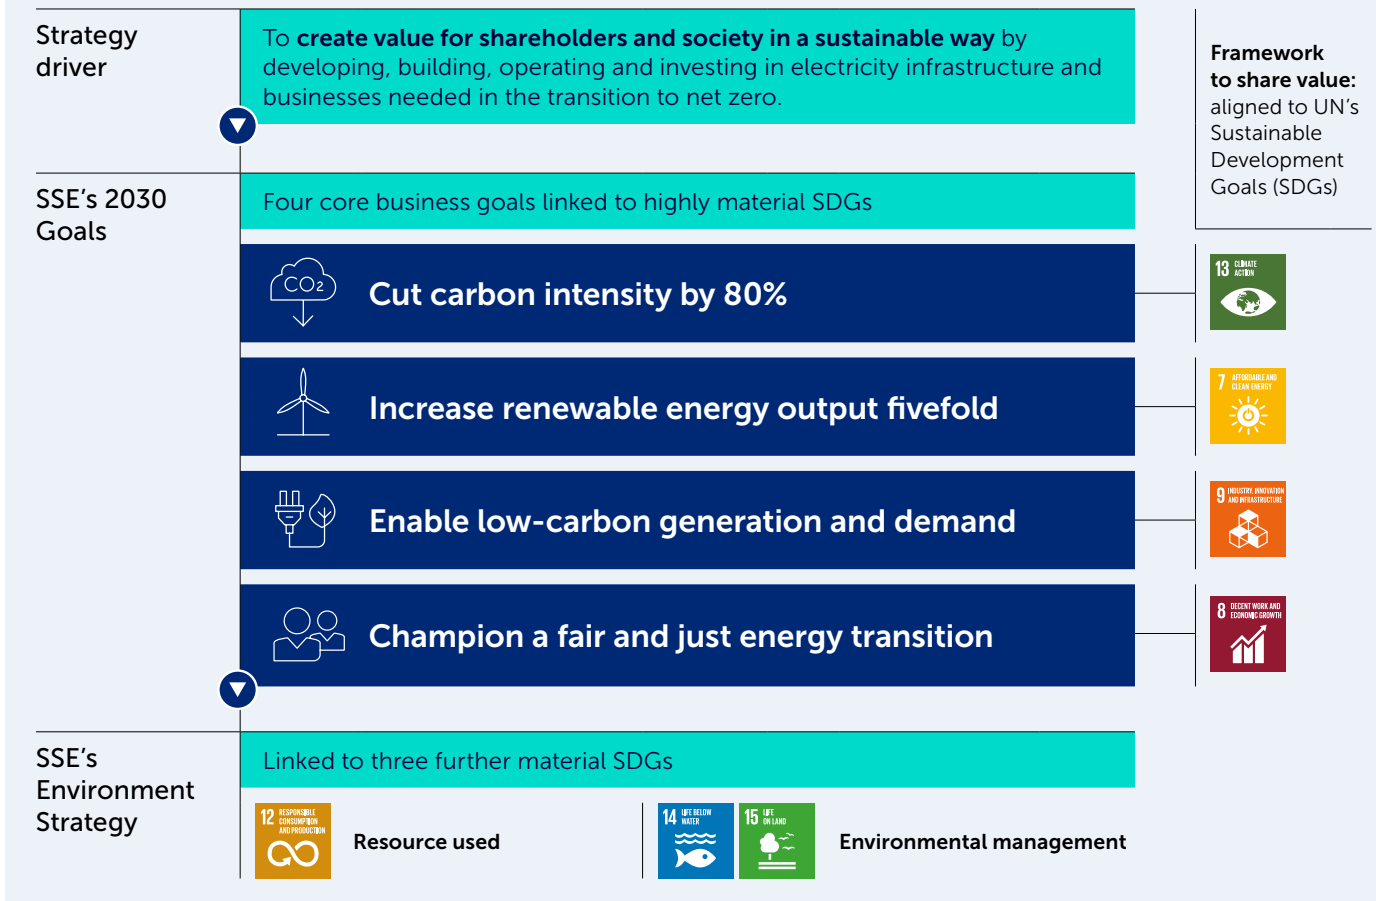 Strategy
driver
To create value for shareholders and society in a sustainable way by
developing, building, operating and investing in electricity infrastructure and
businesses needed in the transition to net zero.
Framework
to share value:
aligned to UN’s
Sustainable
Development
Goals (SDGs)
SSE’s 2030
Goals
Four core business goals linked to highly material SDGs
CO2
Cut carbon intensity by 80%
13 CLIMATE
ACTION
Increase renewable energy output fivefold
7 AFFORDABLE AND
CLEAN ENERGY
Enable low-carbon generation and demand
9 INDUSTRY, INNOVATION
AND INFRASTRUCTURE
Champion a fair and just energy transition
8 DECENT WORK AND
ECONOMIC GROWTH
SSE’s
Environment
Strategy
Linked to three further material SDGs
12 RESPONSIBLE
CONSUMPTION
AND PRODUCTION
Resource used
14 LIFE BELOW
WATER
15 LIFE
ON LAND
Environmental management